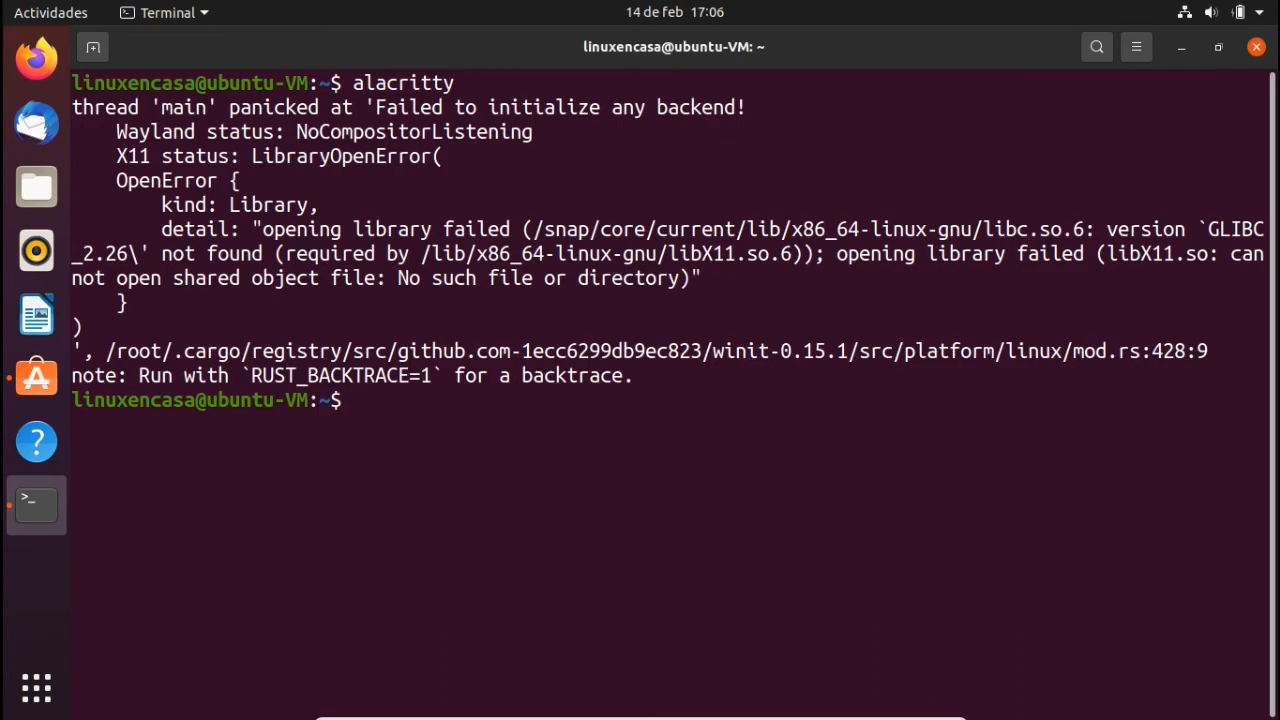 Actividades Terminal 14 de feb 17:06
linuxencasa@ubuntu-VM: ~
linuxencasa@ubuntu-VM:~$ alacritty
thread 'main' panicked at 'Failed to initialize any backend!
    Wayland status: NoCompositorListening
    X11 status: LibraryOpenError(
    OpenError {
        kind: Library,
        detail: "opening library failed (/snap/core/current/lib/x86_64-linux-gnu/libc.so.6: version `GLIBC
_2.26\' not found (required by /lib/x86_64-linux-gnu/libX11.so.6)); opening library failed (libX11.so: can
not open shared object file: No such file or directory)"
    }
)
', /root/.cargo/registry/src/github.com-1ecc6299db9ec823/winit-0.15.1/src/platform/linux/mod.rs:428:9
note: Run with `RUST_BACKTRACE=1` for a backtrace.
linuxencasa@ubuntu-VM:~$